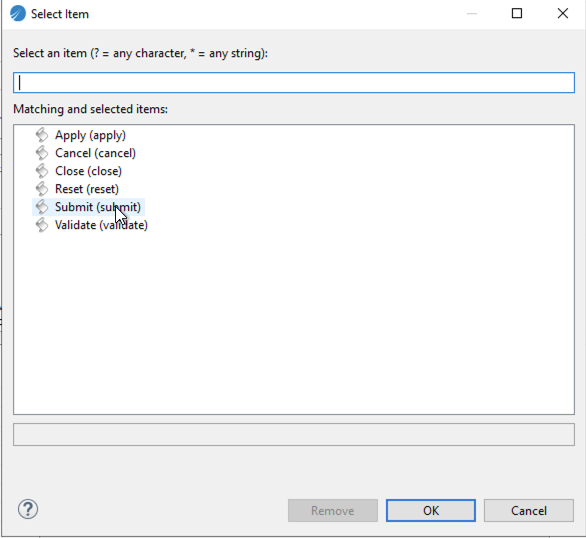 Select Item
Select an item (? = any character, * = any string):
Matching and selected items:
Apply (apply)
Cancel (cancel)
Close (close)
Reset (reset)
Submit (submit)
Validate (validate)
?
Remove
OK
Cancel